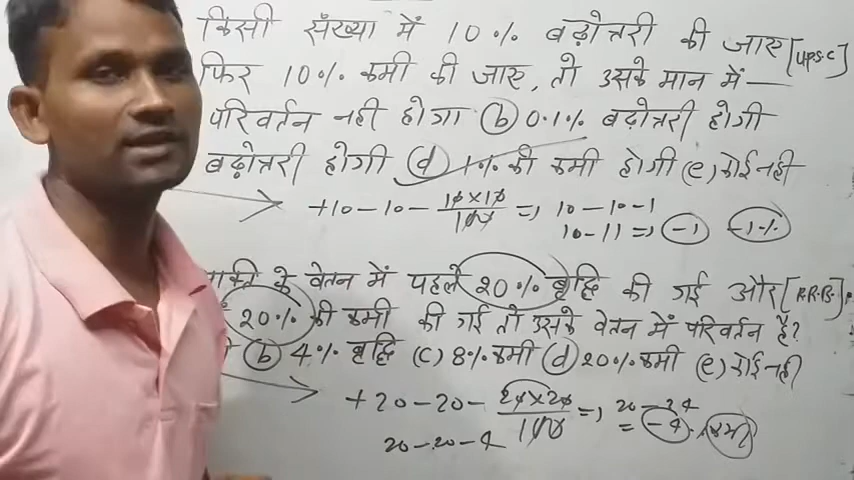 किसी सँख्या में 10% बढ़ोत्तरी की जाए [UPSC]
फिर 10% कमी की जाए, तो उसके मान में —
परिवर्तन नही होगा (b) 0.1% बढ़ोत्तरी होगी
बढ़ोत्तरी होगी (d) 1% की कमी होगी (e) कोई नही
+10 - 10 - 10×10/100 => 10 - 10 - 1
10 - 11 => -1 -1%
के वेतन में पहले 20% बृद्धि की गई और [R.R.B.]
20% की कमी की गई तो उसके वेतन में परिवर्तन है?
(b) 4% बृद्धि (c) 8% कमी (d) 20% कमी (e) कोई नही
+20 - 20 - 20×20/100 => 20 - 24
20 - 20 - 4 = -4% कमी